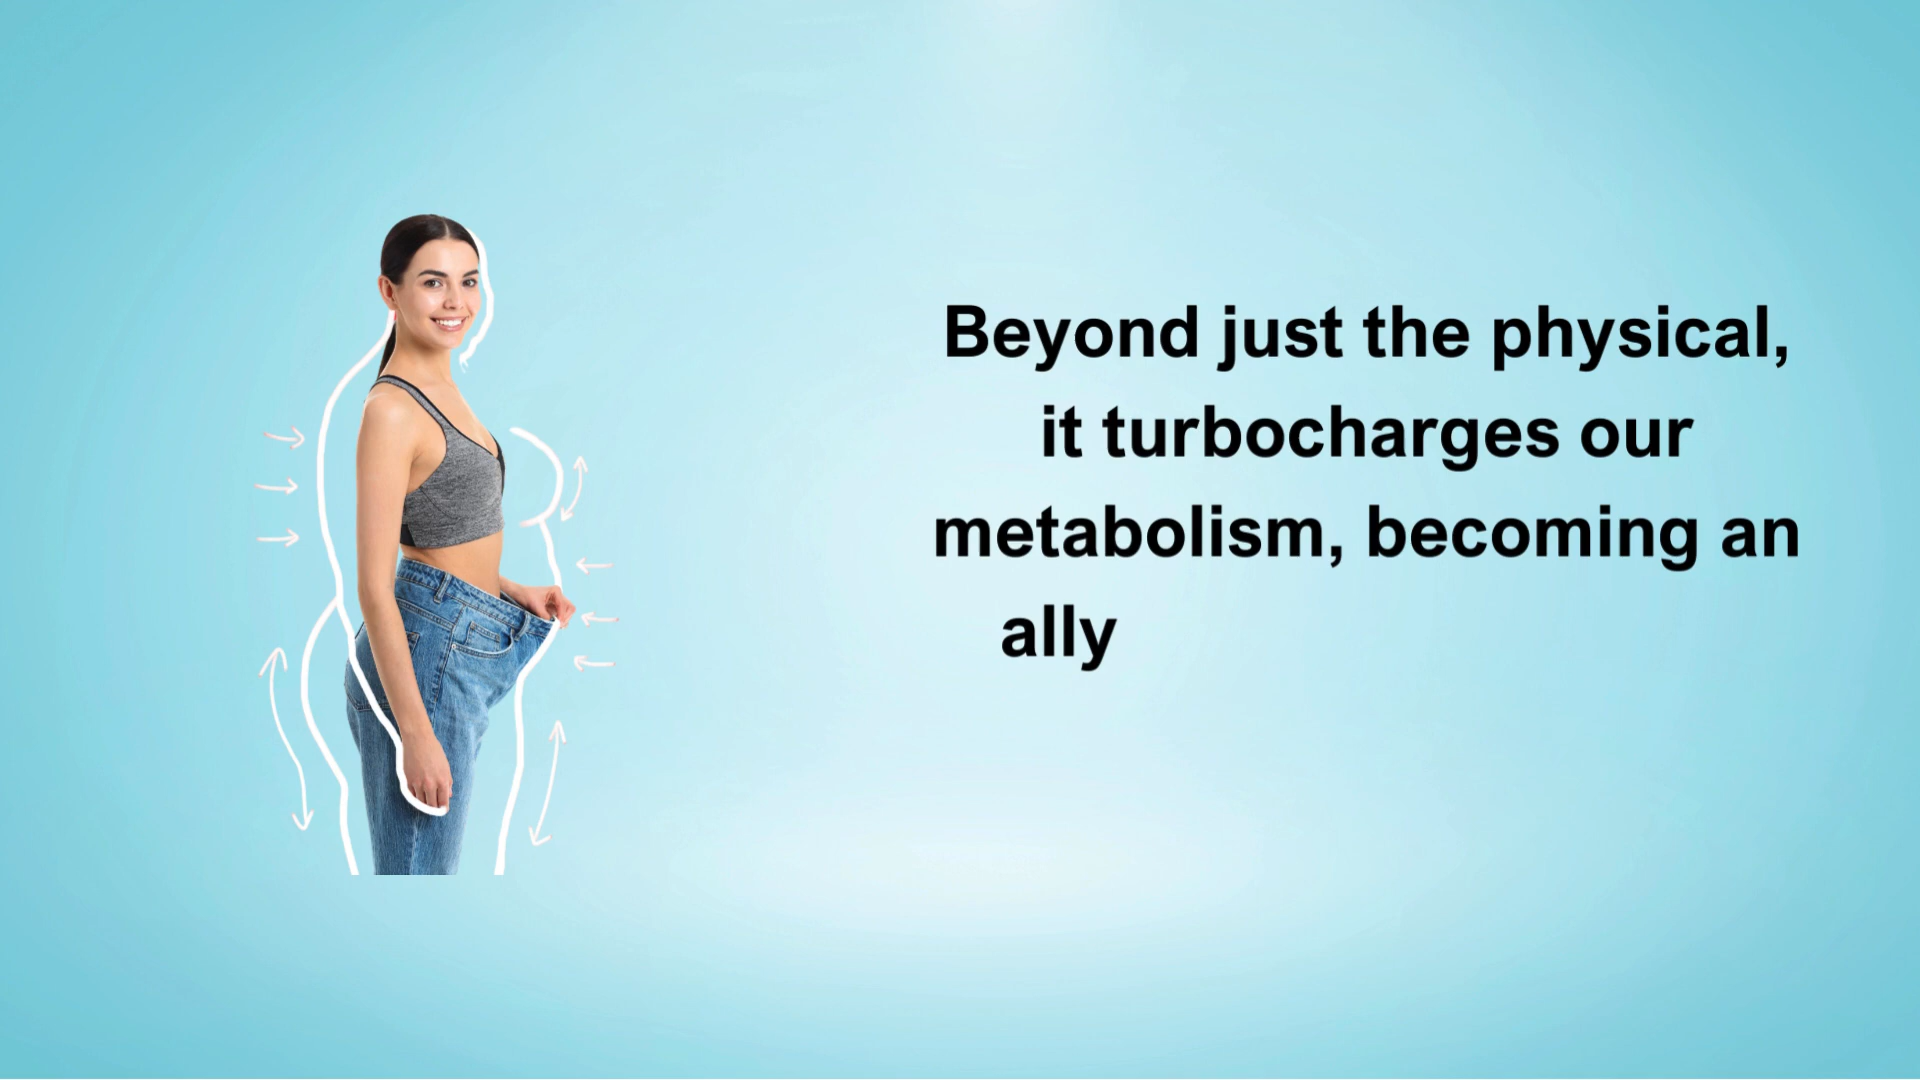 Beyond just the physical,
it turbocharges our
metabolism, becoming an
ally